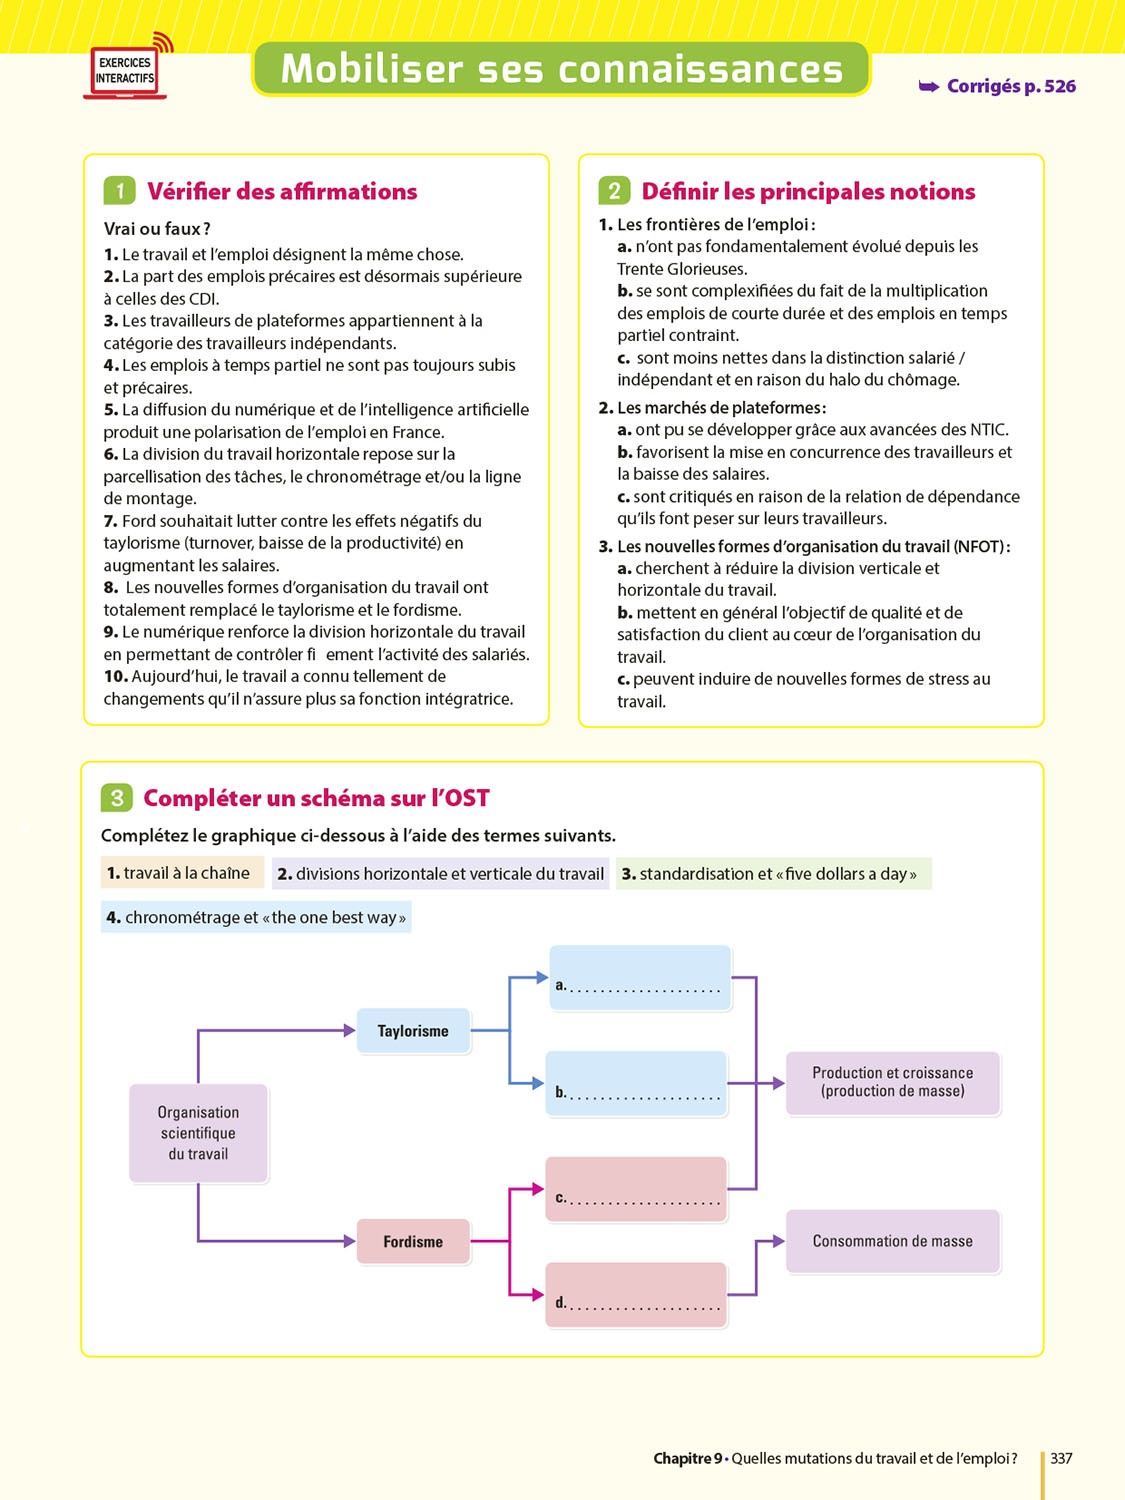 EXERCICES
INTERACTIFS
Mobiliser ses connaissances
➥ Corrigés p. 526
1 Vérifier des affirmations
Vrai ou faux ?
1. Le travail et l'emploi désignent la même chose.
2. La part des emplois précaires est désormais supérieure
à celles des CDI.
3. Les travailleurs de plateformes appartiennent à la
catégorie des travailleurs indépendants.
4. Les emplois à temps partiel ne sont pas toujours subis
et précaires.
5. La diffusion du numérique et de l'intelligence artificielle
produit une polarisation de l'emploi en France.
6. La division du travail horizontale repose sur la
parcellisation des tâches, le chronométrage et/ou la ligne
de montage.
7. Ford souhaitait lutter contre les effets négatifs du
taylorisme (turnover, baisse de la productivité) en
augmentant les salaires.
8. Les nouvelles formes d'organisation du travail ont
totalement remplacé le taylorisme et le fordisme.
9. Le numérique renforce la division horizontale du travail
en permettant de contrôler fi ement l'activité des salariés.
10. Aujourd'hui, le travail a connu tellement de
changements qu'il n'assure plus sa fonction intégratrice.
2 Définir les principales notions
1. Les frontières de l'emploi :
a. n'ont pas fondamentalement évolué depuis les
Trente Glorieuses.
b. se sont complexifiées du fait de la multiplication
des emplois de courte durée et des emplois en temps
partiel contraint.
c. sont moins nettes dans la distinction salarié /
indépendant et en raison du halo du chômage.
2. Les marchés de plateformes :
a. ont pu se développer grâce aux avancées des NTIC.
b. favorisent la mise en concurrence des travailleurs et
la baisse des salaires.
c. sont critiqués en raison de la relation de dépendance
qu'ils font peser sur leurs travailleurs.
3. Les nouvelles formes d'organisation du travail (NFOT) :
a. cherchent à réduire la division verticale et
horizontale du travail.
b. mettent en général l'objectif de qualité et de
satisfaction du client au cœur de l'organisation du
travail.
c. peuvent induire de nouvelles formes de stress au
travail.
3 Compléter un schéma sur l'OST
Complétez le graphique ci-dessous à l'aide des termes suivants.
1. travail à la chaîne
2. divisions horizontale et verticale du travail
3. standardisation et « five dollars a day »
4. chronométrage et « the one best way »
a. . . . . . . . . . . . . . . . . . . . .
Taylorisme
b. . . . . . . . . . . . . . . . . . . . .
Production et croissance
(production de masse)
Organisation
scientifique
du travail
c. . . . . . . . . . . . . . . . . . . . .
Fordisme
Consommation de masse
d. . . . . . . . . . . . . . . . . . . . .
Chapitre 9 • Quelles mutations du travail et de l'emploi ? 337